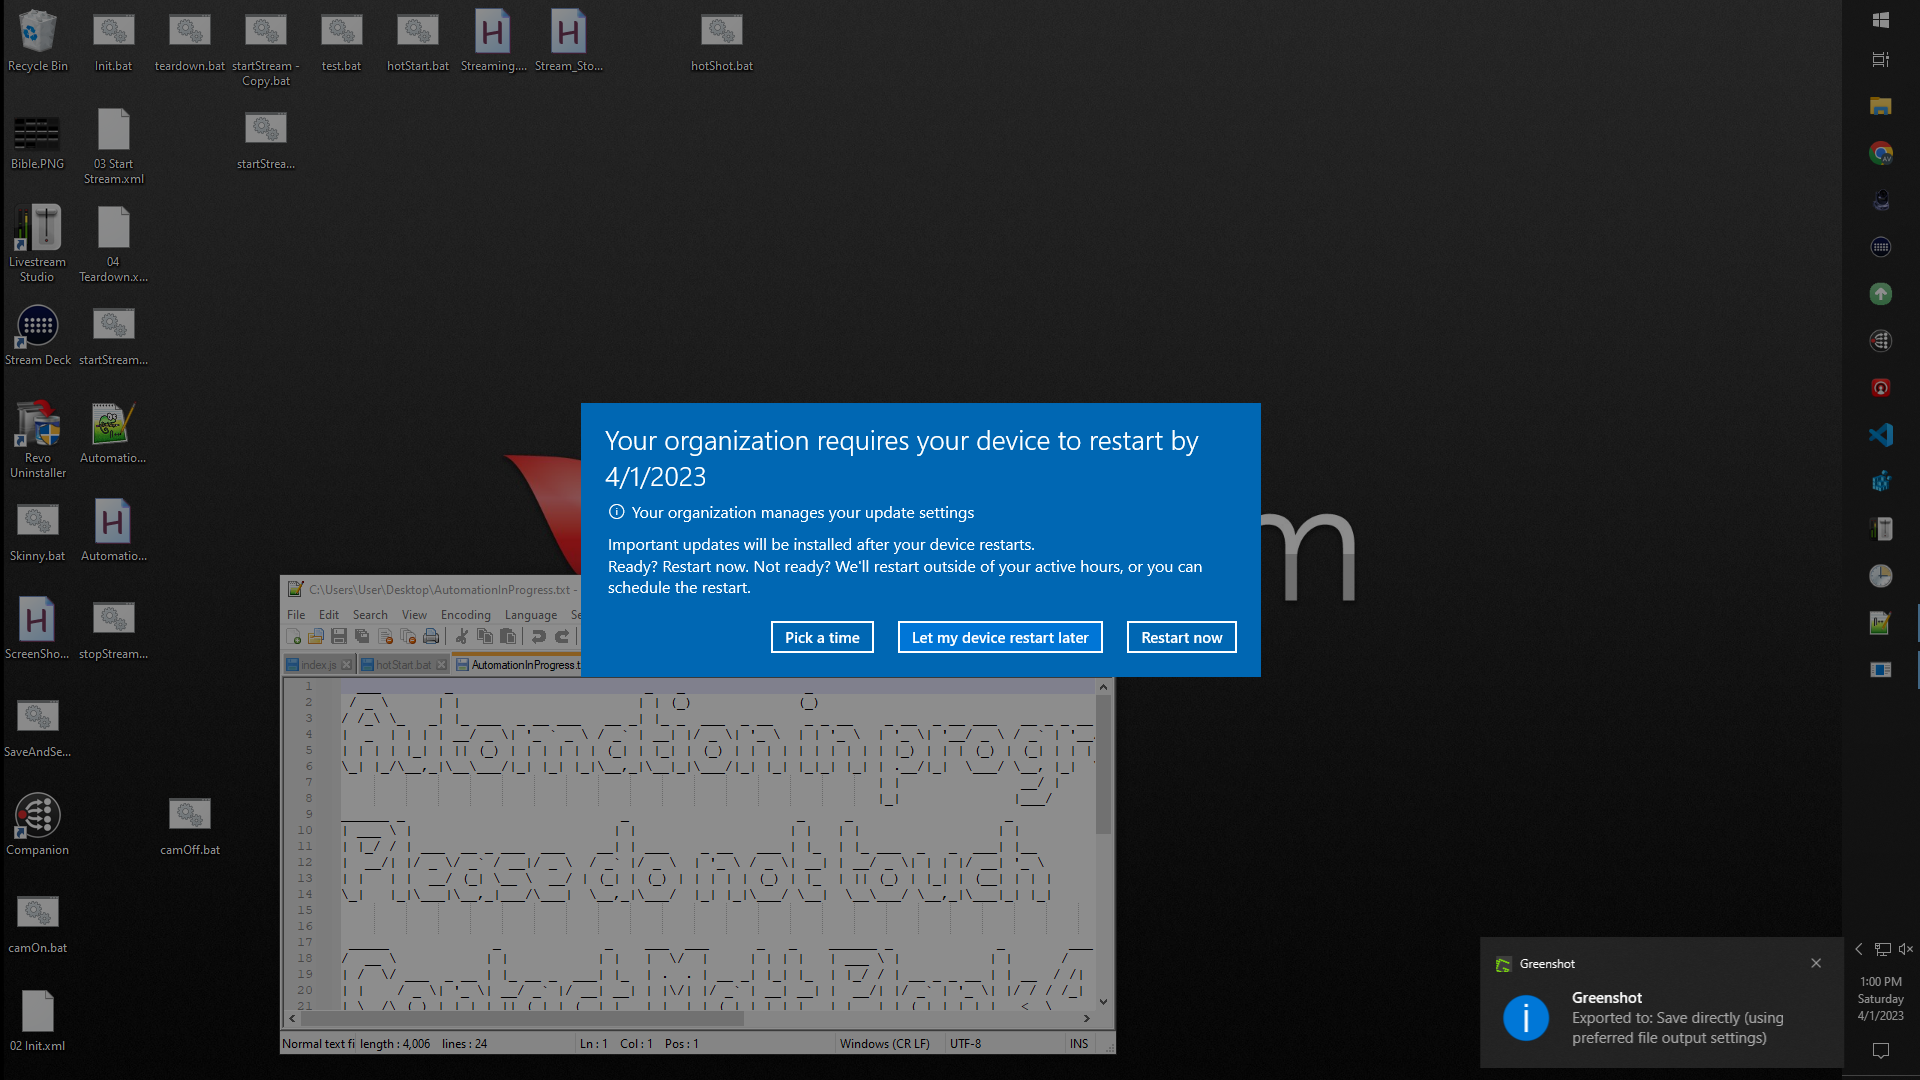 Recycle Bin
Init.bat
teardown.bat
startStream -
Copy.bat
test.bat
hotStart.bat
Streaming....
Stream_Sto...
hotShot.bat
Bible.PNG
03 Start
Stream.xml
startStrea...
Livestream
Studio
04
Teardown.x...
Stream Deck
startStream...
Revo
Uninstaller
Automatio...
Skinny.bat
Automatio...
ScreenSho...
stopStream...
SaveAndSe...
Companion
camOff.bat
camOn.bat
02 Init.xml
m
Your organization requires your device to restart by
4/1/2023
Your organization manages your update settings
Important updates will be installed after your device restarts.
Ready? Restart now. Not ready? We'll restart outside of your active hours, or you can
schedule the restart.
Pick a time
Let my device restart later
Restart now
C:\Users\User\Desktop\AutomationInProgress.txt -
File Edit Search View Encoding Language Se
index.js
hotStart.bat
AutomationInProgress.t
1
2
3
4
5
6
7
8
9
10
11
12
13
14
15
16
17
18
19
20
21
Automation in progr
Please do not touch
Normal text fi
length : 4,006 lines : 24
Ln : 1 Col : 1 Pos : 1
Windows (CR LF)
UTF-8
INS
Greenshot
Greenshot
Exported to: Save directly (using
preferred file output settings)
1:00 PM
Saturday
4/1/2023